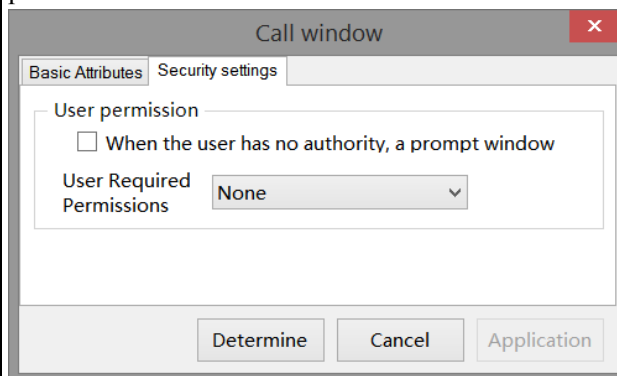 Call window
Basic Attributes Security settings
User permission
When the user has no authority, a prompt window
User Required
Permissions
None
Determine Cancel Application